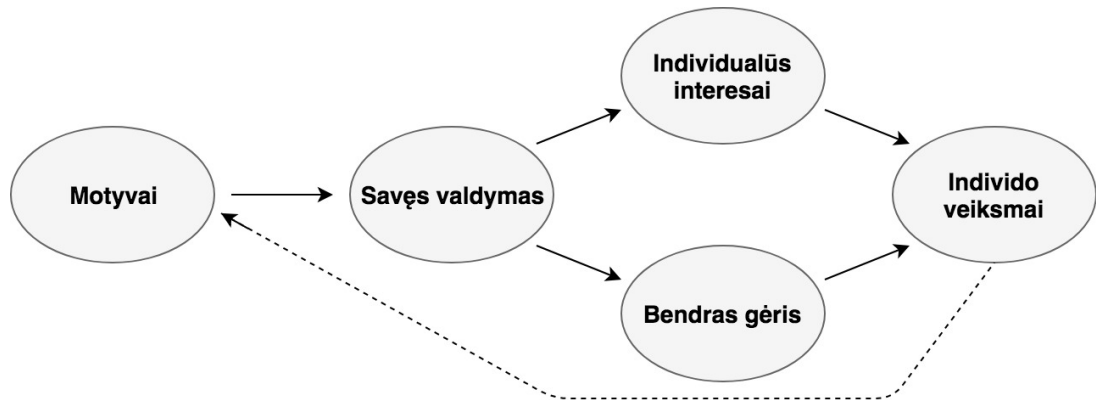 Individualūs
interesai
Motyvai
Savęs valdymas
Individo
veiksmai
Bendras gėris